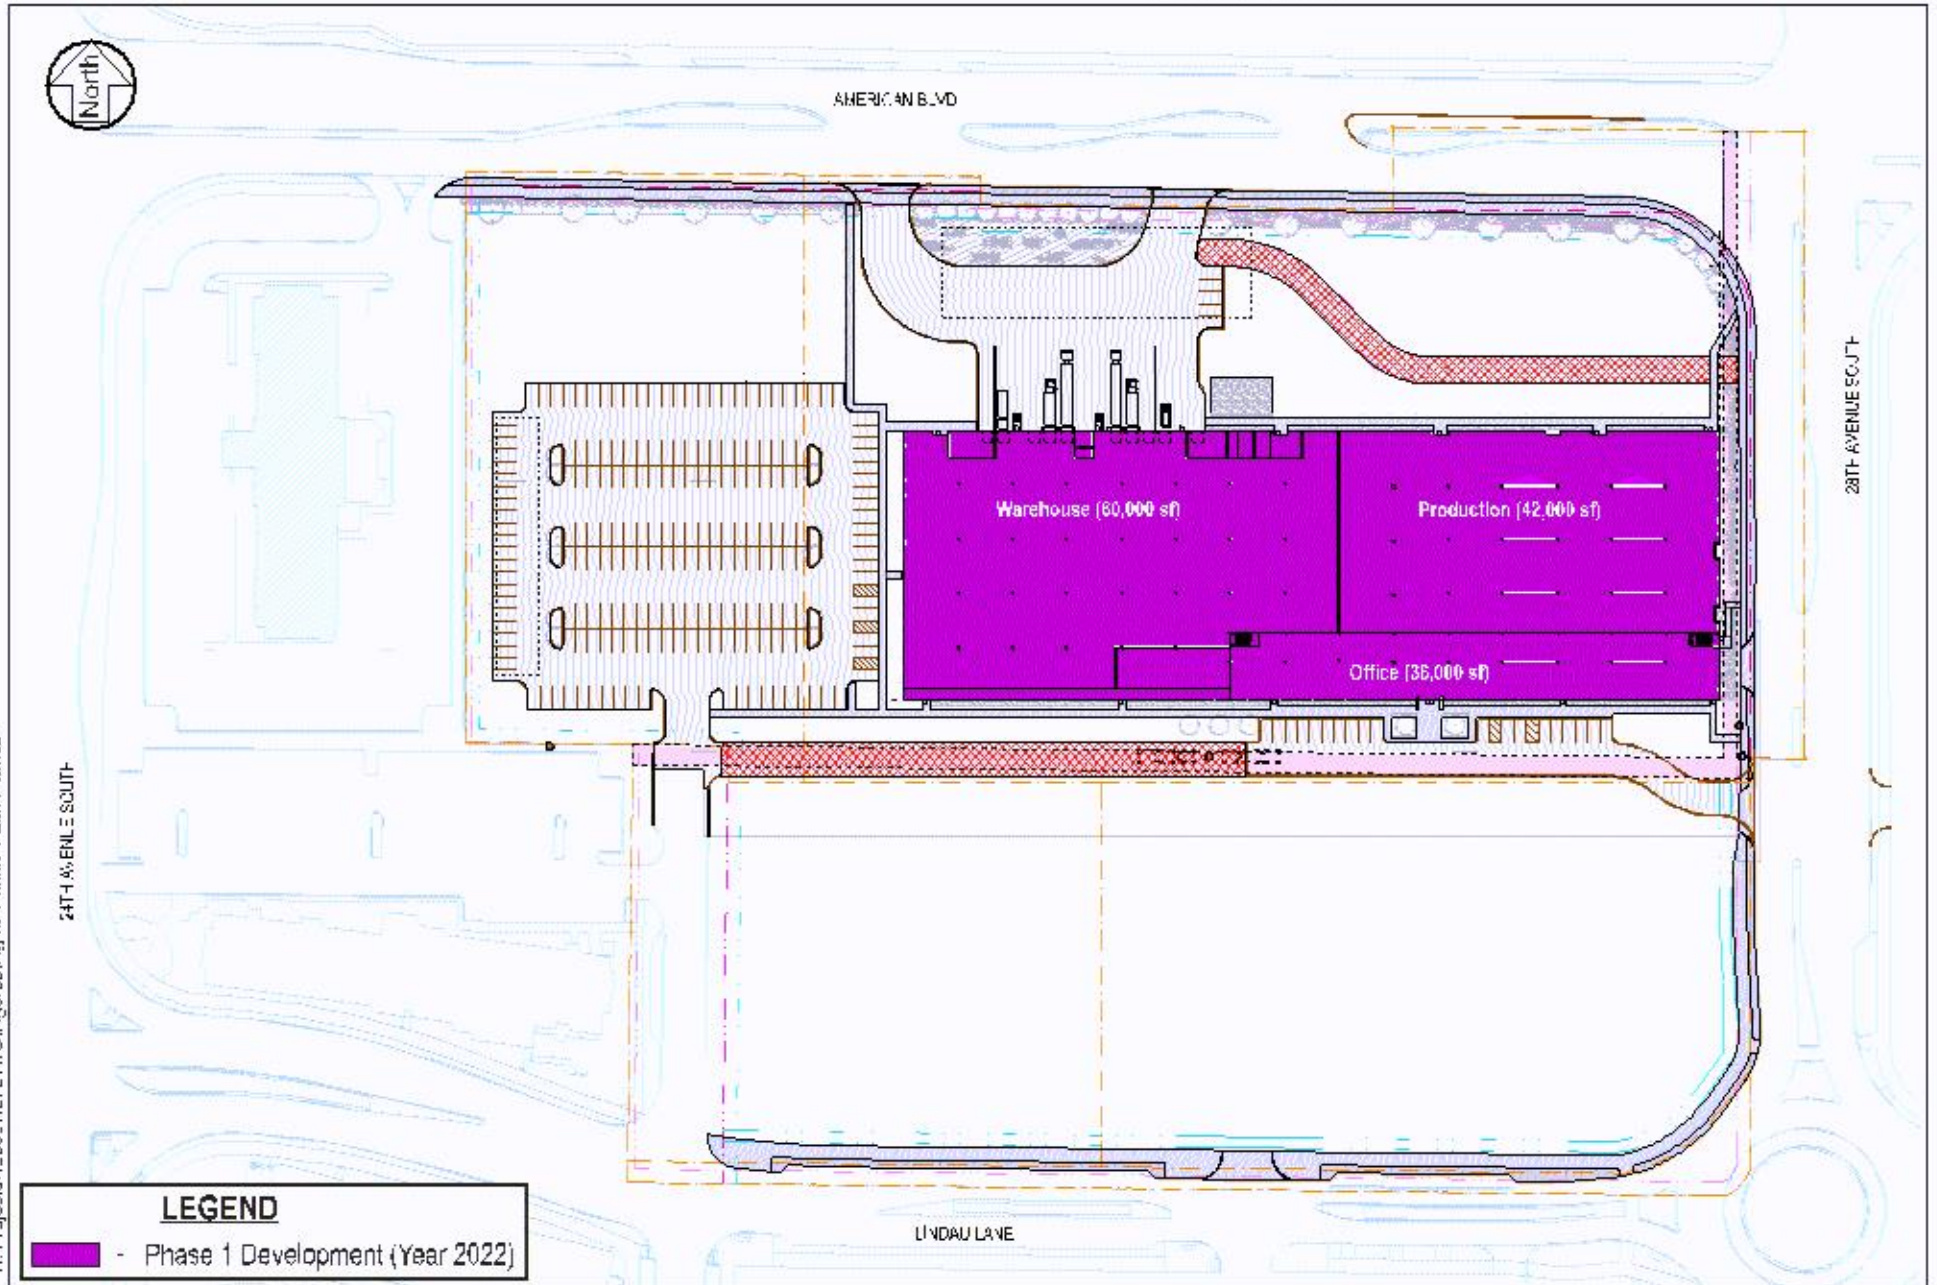 North
AMERICAN BLVD
28TH AVENUE SOUTH
Warehouse (60,000 sf)
Production (42,000 sf)
Office (36,000 sf)
24TH AVENUE SOUTH
LINDAU LANE
LEGEND
- Phase 1 Development (Year 2022)